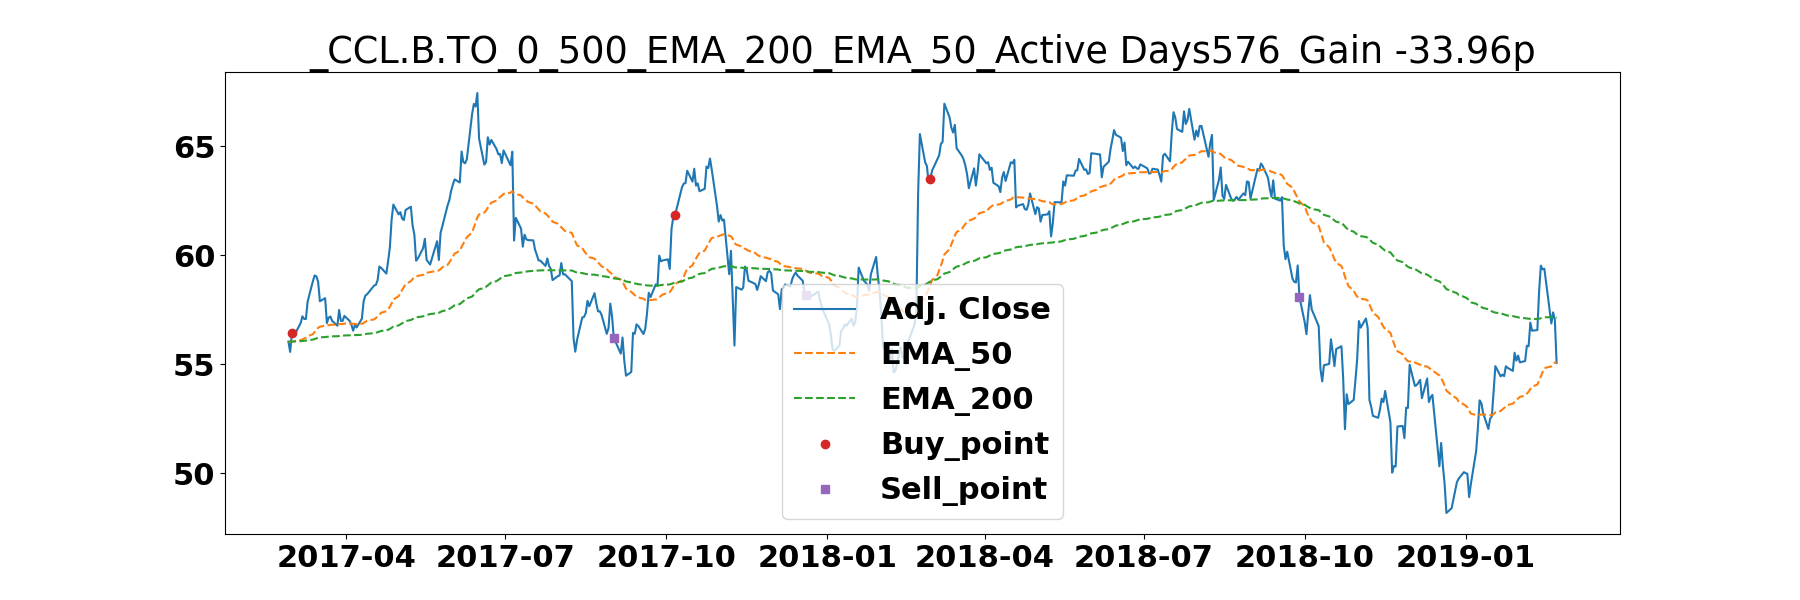 _CCL.B.TO_0_500_EMA_200_EMA_50_Active Days576_Gain -33.96p
65
60
55
50
Adj. Close
EMA_50
EMA_200
Buy_point
Sell_point
2017-04 2017-07 2017-10 2018-01 2018-04 2018-07 2018-10 2019-01